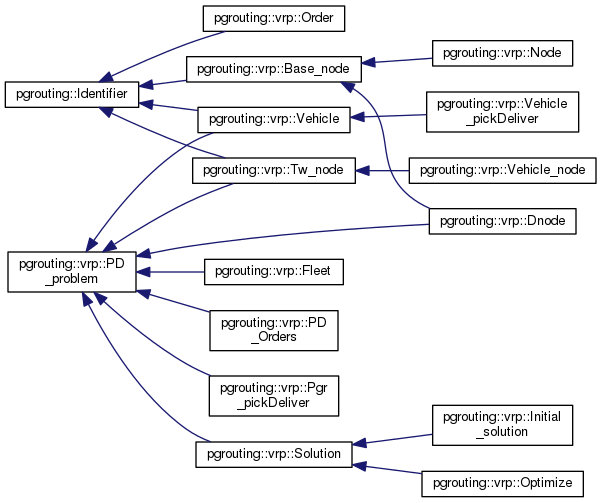 pgrouting::vrp::Order
pgrouting::vrp::Base_node
pgrouting::vrp::Node
pgrouting::Identifier
pgrouting::vrp::Vehicle
pgrouting::vrp::Vehicle
_pickDeliver
pgrouting::vrp::Tw_node
pgrouting::vrp::Vehicle_node
pgrouting::vrp::Dnode
pgrouting::vrp::PD
_problem
pgrouting::vrp::Fleet
pgrouting::vrp::PD
_Orders
pgrouting::vrp::Pgr
_pickDeliver
pgrouting::vrp::Solution
pgrouting::vrp::Initial
_solution
pgrouting::vrp::Optimize